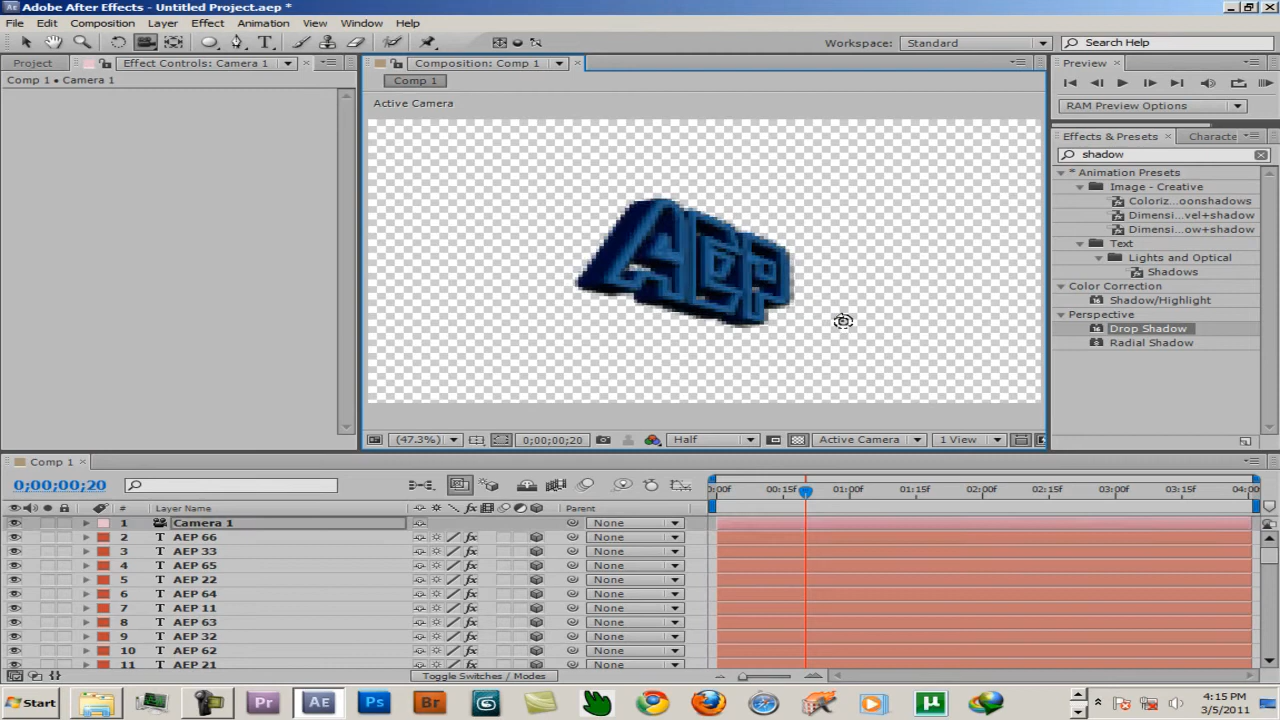 Adobe After Effects - Untitled Project.aep *
File Edit Composition Layer Effect Animation View Window Help
Workspace: Standard Search Help
Project Effect Controls: Camera 1 Composition: Comp 1 Preview
Comp 1 • Camera 1
Comp 1
Active Camera
RAM Preview Options
Effects & Presets Characte
shadow
* Animation Presets
Image - Creative
Coloriz...oonshadows
Dimensi...vel+shadow
Dimensi...ow+shadow
Text
Lights and Optical
Shadows
Color Correction
Shadow/Highlight
Perspective
Drop Shadow
Radial Shadow
AEP
(47.3%) 0;00;00;20 Half Active Camera 1 View
Comp 1
0;00;00;20
:00f 00:15f 01:00f 01:15f 02:00f 02:15f 03:00f 03:15f 04:00f
# Layer Name Parent
1 Camera 1 None
2 T AEP 66 None
3 T AEP 33 None
4 T AEP 65 None
5 T AEP 22 None
6 T AEP 64 None
7 T AEP 11 None
8 T AEP 63 None
9 T AEP 32 None
10 T AEP 62 None
11 T AEP 21 None
Toggle Switches / Modes
Start Pr Ae Ps Br 4:15 PM
3/5/2011